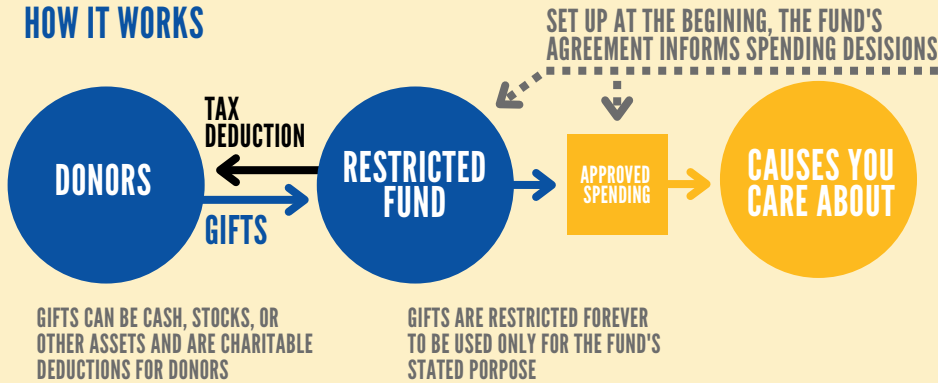 HOW IT WORKS
SET UP AT THE BEGINING, THE FUND'S
AGREEMENT INFORMS SPENDING DESISIONS
TAX
DEDUCTION
DONORS
GIFTS
RESTRICTED
FUND
APPROVED
SPENDING
CAUSES YOU
CARE ABOUT
GIFTS CAN BE CASH, STOCKS, OR
OTHER ASSETS AND ARE CHARITABLE
DEDUCTIONS FOR DONORS
GIFTS ARE RESTRICTED FOREVER
TO BE USED ONLY FOR THE FUND'S
STATED PORPOSE